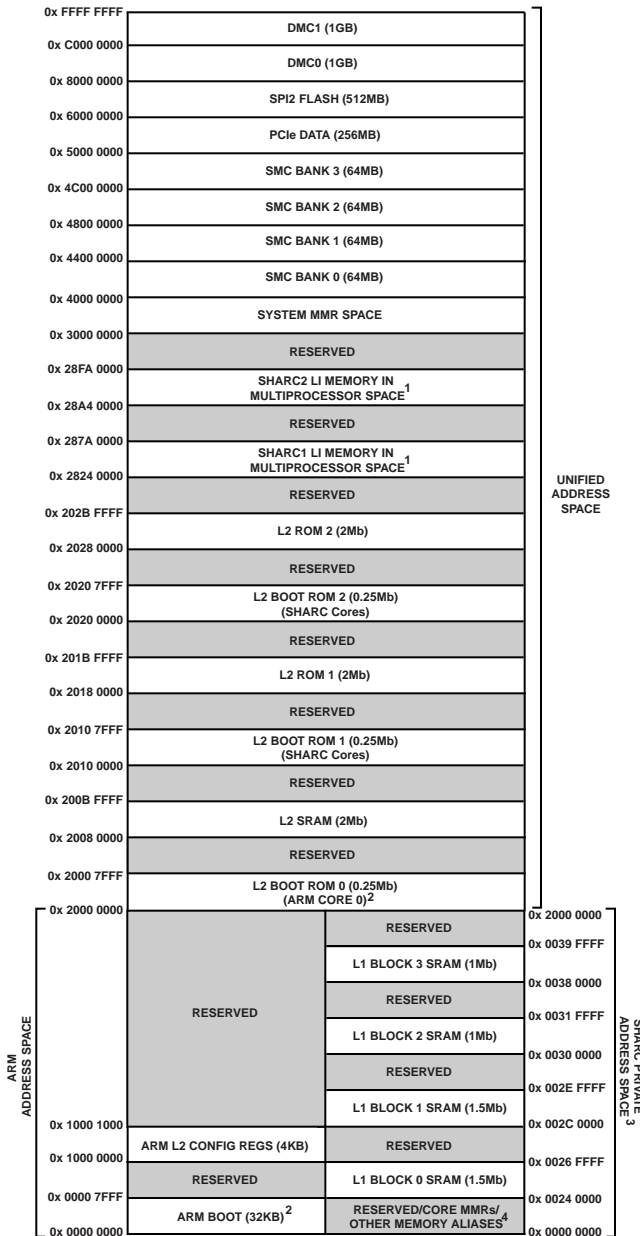 0x FFFF FFFF
DMC1 (1GB)
0x C000 0000
DMC0 (1GB)
0x 8000 0000
SPI2 FLASH (512MB)
0x 6000 0000
PCIe DATA (256MB)
0x 5000 0000
SMC BANK 3 (64MB)
0x 4C00 0000
SMC BANK 2 (64MB)
0x 4800 0000
SMC BANK 1 (64MB)
0x 4400 0000
SMC BANK 0 (64MB)
0x 4000 0000
SYSTEM MMR SPACE
0x 3000 0000
RESERVED
0x 28FA 0000
SHARC2 LI MEMORY IN
MULTIPROCESSOR SPACE1
0x 28A4 0000
RESERVED
0x 287A 0000
SHARC1 LI MEMORY IN
MULTIPROCESSOR SPACE1
0x 2824 0000
RESERVED
0x 202B FFFF
L2 ROM 2 (2Mb)
0x 2028 0000
RESERVED
0x 2020 7FFF
L2 BOOT ROM 2 (0.25Mb)
(SHARC Cores)
0x 2020 0000
RESERVED
0x 201B FFFF
L2 ROM 1 (2Mb)
0x 2018 0000
RESERVED
0x 2010 7FFF
L2 BOOT ROM 1 (0.25Mb)
(SHARC Cores)
0x 2010 0000
RESERVED
0x 200B FFFF
L2 SRAM (2Mb)
0x 2008 0000
RESERVED
0x 2000 7FFF
L2 BOOT ROM 0 (0.25Mb)
(ARM CORE 0)2
0x 2000 0000
UNIFIED
ADDRESS
SPACE
ARM
ADDRESS SPACE
RESERVED
0x 1000 1000
ARM L2 CONFIG REGS (4KB)
0x 1000 0000
RESERVED
0x 0000 7FFF
ARM BOOT (32KB)2
0x 0000 0000
0x 2000 0000
RESERVED
0x 0039 FFFF
L1 BLOCK 3 SRAM (1Mb)
0x 0038 0000
RESERVED
0x 0031 FFFF
L1 BLOCK 2 SRAM (1Mb)
0x 0030 0000
RESERVED
0x 002E FFFF
L1 BLOCK 1 SRAM (1.5Mb)
0x 002C 0000
RESERVED
0x 0026 FFFF
L1 BLOCK 0 SRAM (1.5Mb)
0x 0024 0000
RESERVED/CORE MMRs/
OTHER MEMORY ALIASES4
0x 0000 0000
SHARC PRIVATE
ADDRESS SPACE 3